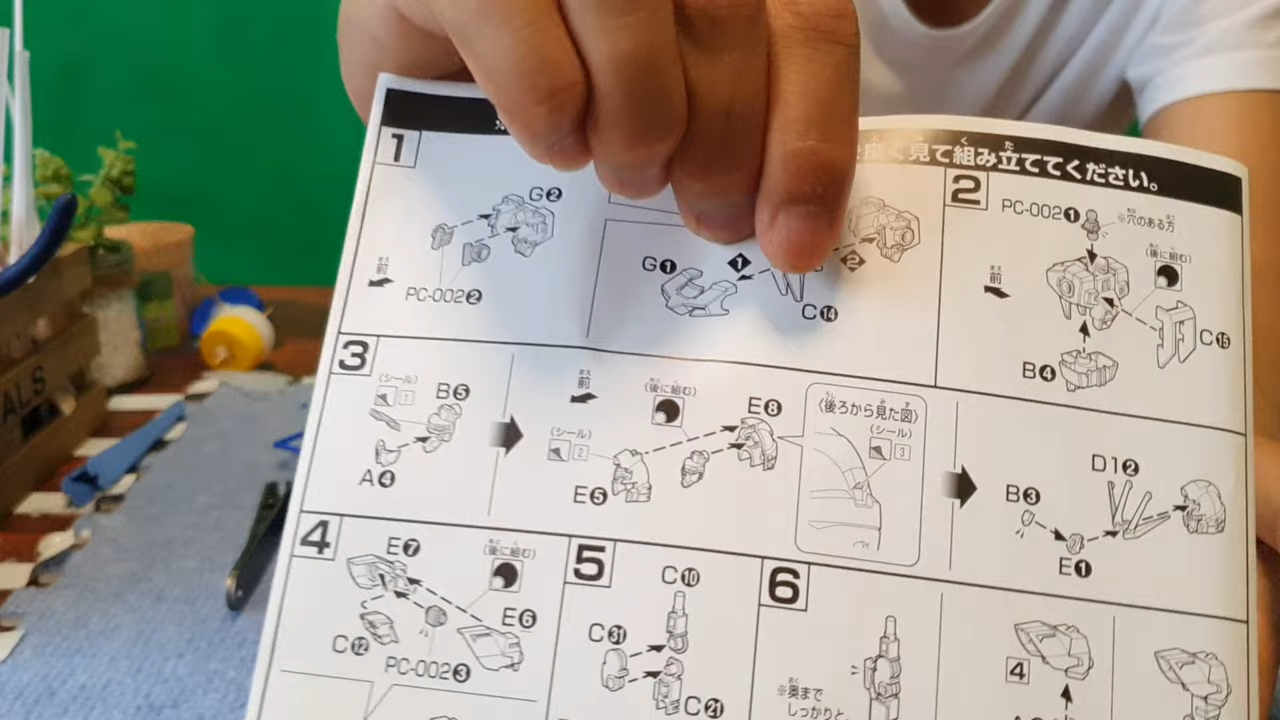 見て組み立ててください。
1
G2
前
PC-002 2
G1
1
2
C14
2
PC-002 1
※穴のある方
前
(後に組む)
C15
B4
3
(シール)
1
B5
A4
前
(シール)
2
(後に組む)
E8
E5
〈後ろから見た図〉
(シール)
3
D1 2
B3
E1
4
E7
(後に組む)
E6
C12
PC-002 3
5
C10
C31
C21
6
※奥まで
しっかりと、
4
ALS